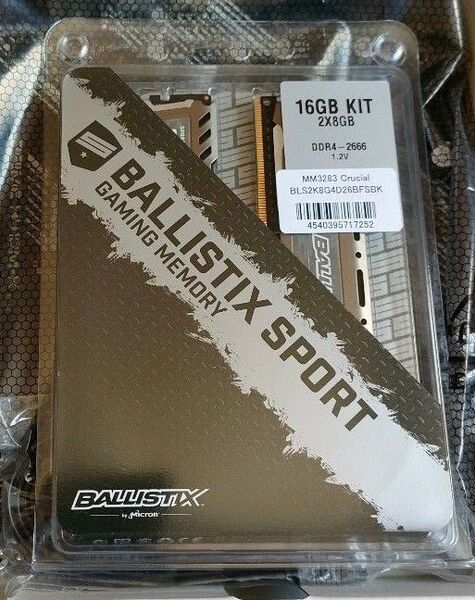 16GB KIT
2X8GB
DDR4-2666
1.2V
MM3283 Crucial
BLS2K8G4D26BFSBK
4540395717252
BALLISTIX SPORT
GAMING MEMORY
BALLISTIX
by Micron